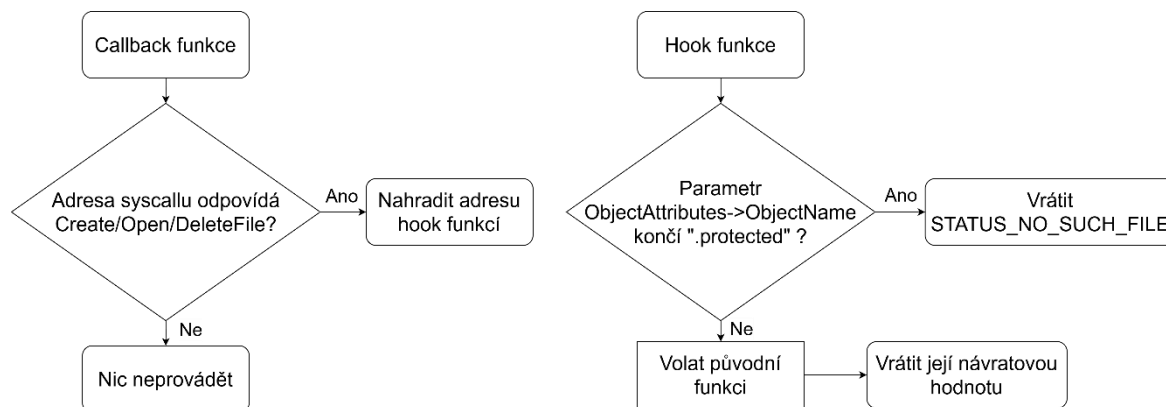 Callback funkce
Adresa syscallu odpovídá
Create/Open/DeleteFile?
Ano
Nahradit adresu
hook funkcí
Ne
Nic neprovádět
Hook funkce
Parametr
ObjectAttributes->ObjectName
končí ".protected" ?
Ano
Vrátit
STATUS_NO_SUCH_FILE
Ne
Volat původní
funkci
Vrátit její návratovou
hodnotu